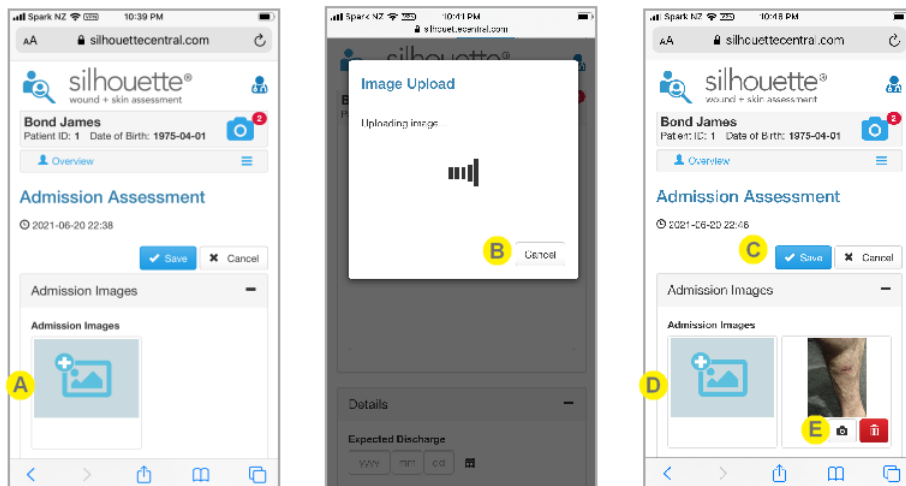 Spark NZ 10:39 PM
AA silhouettecentral.com
silhouette®
wound + skin assessment
Bond James
Patient ID: 1 Date of Birth: 1975-04-01
2
Overview
Admission Assessment
2021-06-20 22:38
Save Cancel
Admission Images
Admission Images
A
Spark NZ 10:41 PM
silhouettecentral.com
silhouette®
Image Upload
Uploading image...
B
Cancel
Details
Expected Discharge
yyyy mm dd
Spark NZ 10:48 PM
AA silhouettecentral.com
silhouette®
wound + skin assessment
Bond James
Patient ID: 1 Date of Birth: 1975-04-01
2
Overview
Admission Assessment
2021-06-20 22:46
C
Save Cancel
Admission Images
Admission Images
D
E